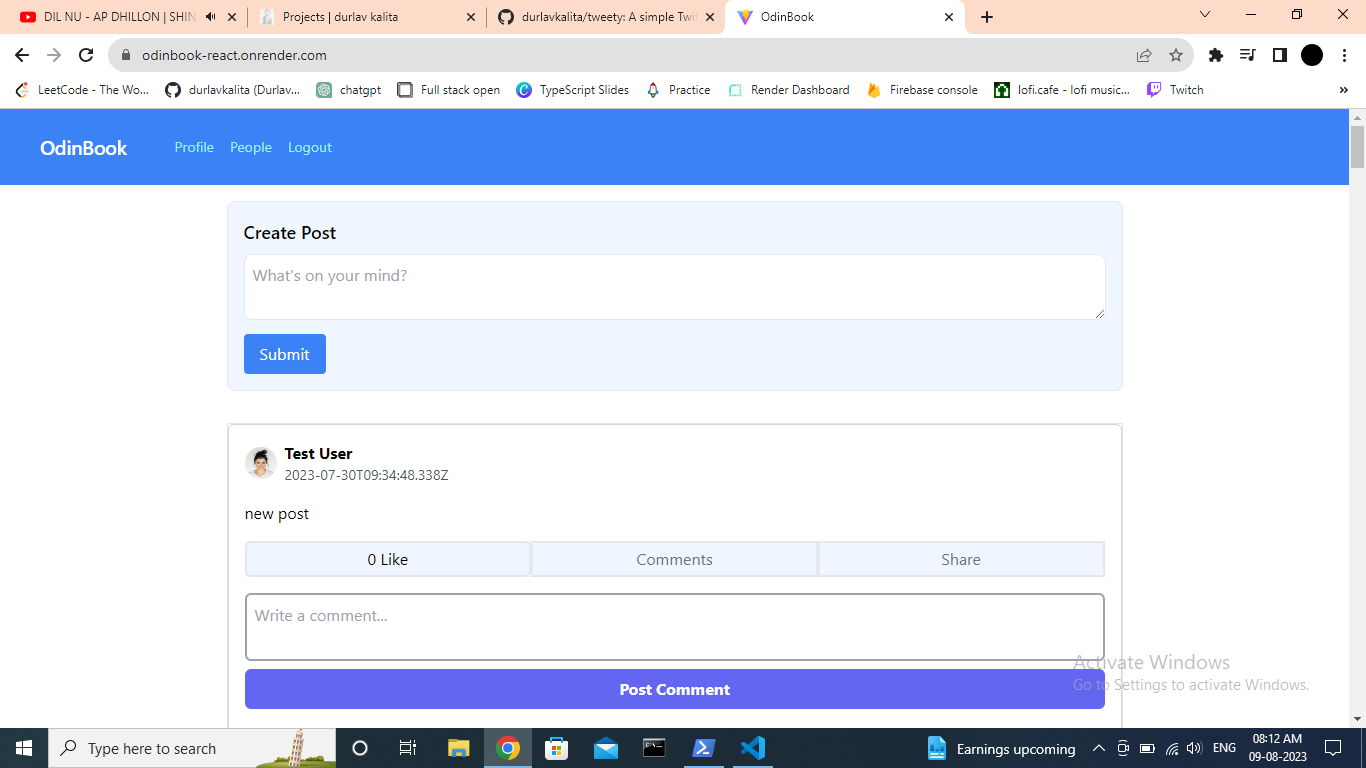 DIL NU - AP DHILLON | SHIN
Projects | durlav kalita
durlavkalita/tweety: A simple Twi
OdinBook
odinbook-react.onrender.com
LeetCode - The Wo...
durlavkalita (Durlav...
chatgpt
Full stack open
TypeScript Slides
Practice
Render Dashboard
Firebase console
lofi.cafe - lofi music...
Twitch
»
OdinBook
Profile
People
Logout
Create Post
What's on your mind?
Submit
Test User
2023-07-30T09:34:48.338Z
new post
0 Like
Comments
Share
Write a comment...
Post Comment
Activate Windows
Go to Settings to activate Windows.
Type here to search
Earnings upcoming
ENG
08:12 AM
09-08-2023